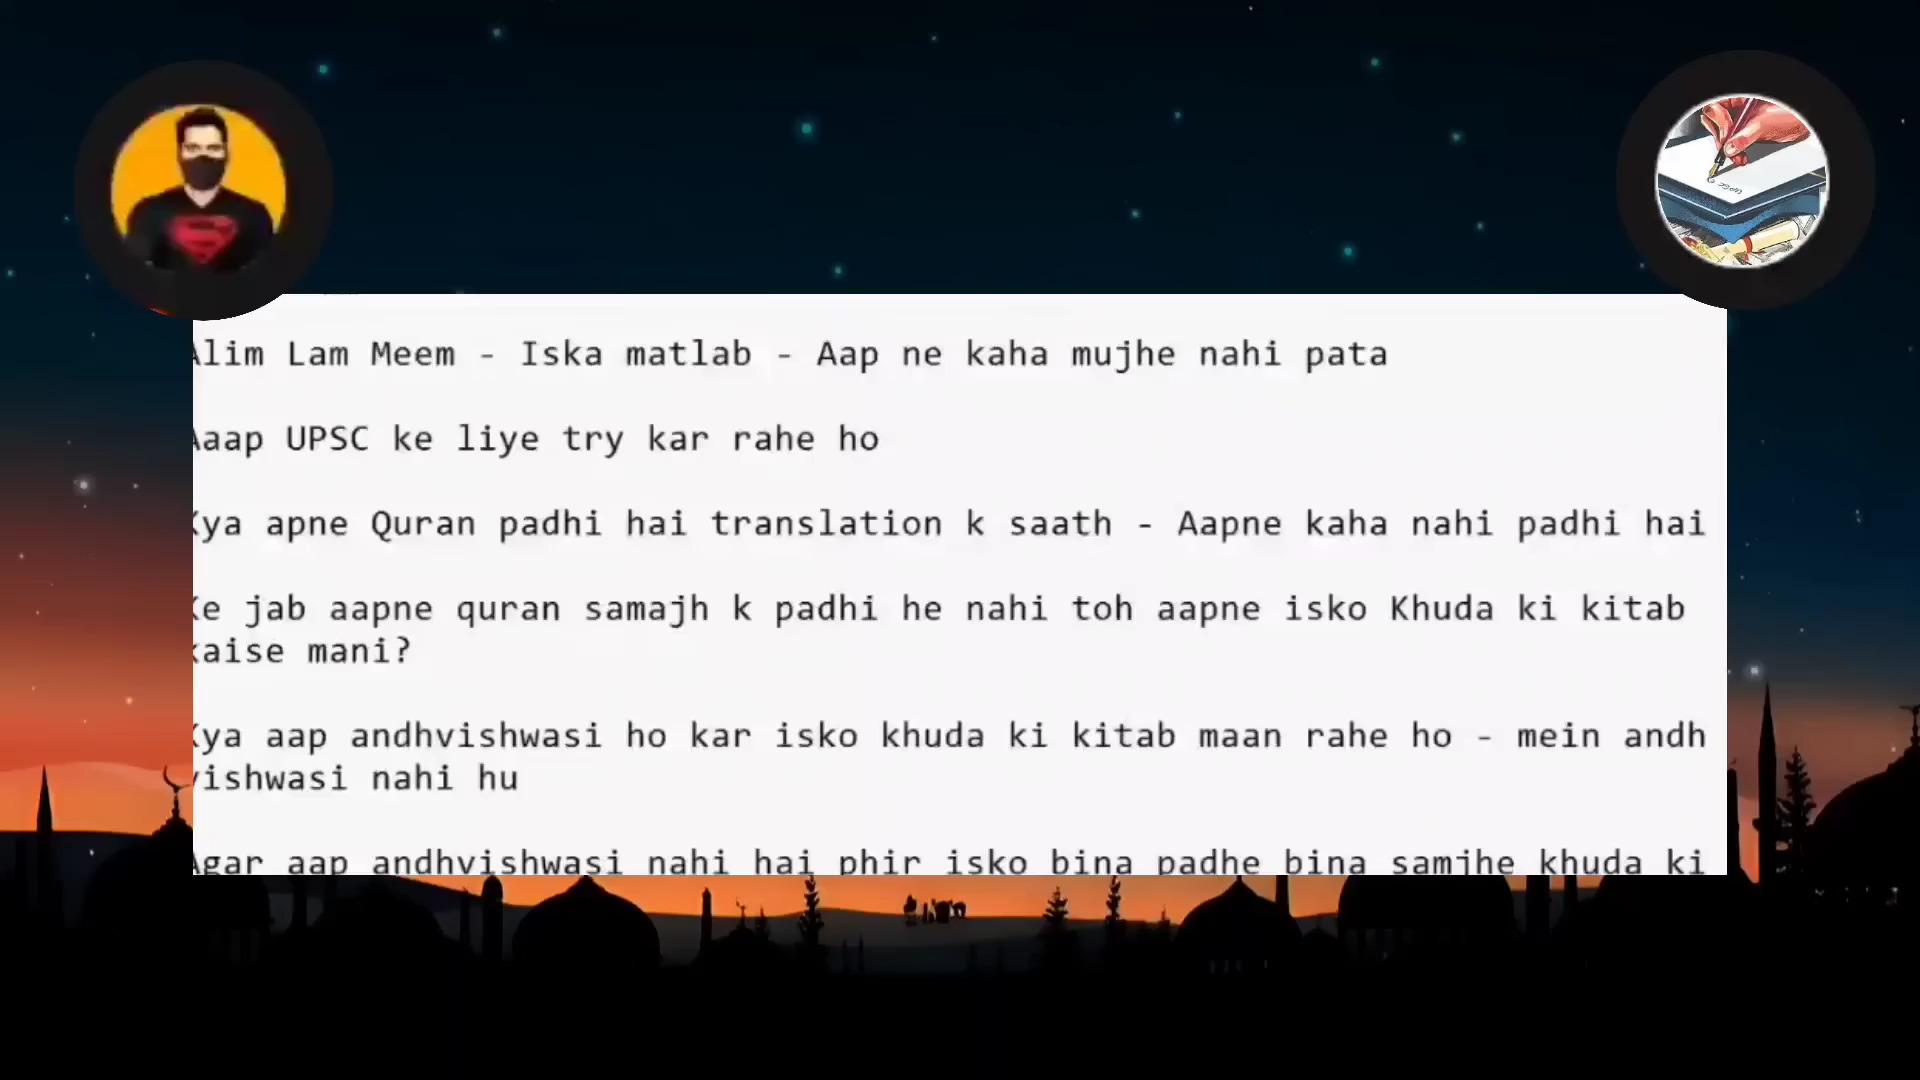 Alim Lam Meem - Iska matlab - Aap ne kaha mujhe nahi pata
Aaap UPSC ke liye try kar rahe ho
Kya apne Quran padhi hai translation k saath - Aapne kaha nahi padhi hai
Ke jab aapne quran samajh k padhi he nahi toh aapne isko Khuda ki kitab
kaise mani?
Kya aap andhvishwasi ho kar isko khuda ki kitab maan rahe ho - mein andh
vishwasi nahi hu
Agar aap andhvishwasi nahi hai phir isko bina padhe bina samjhe khuda ki
UPSC